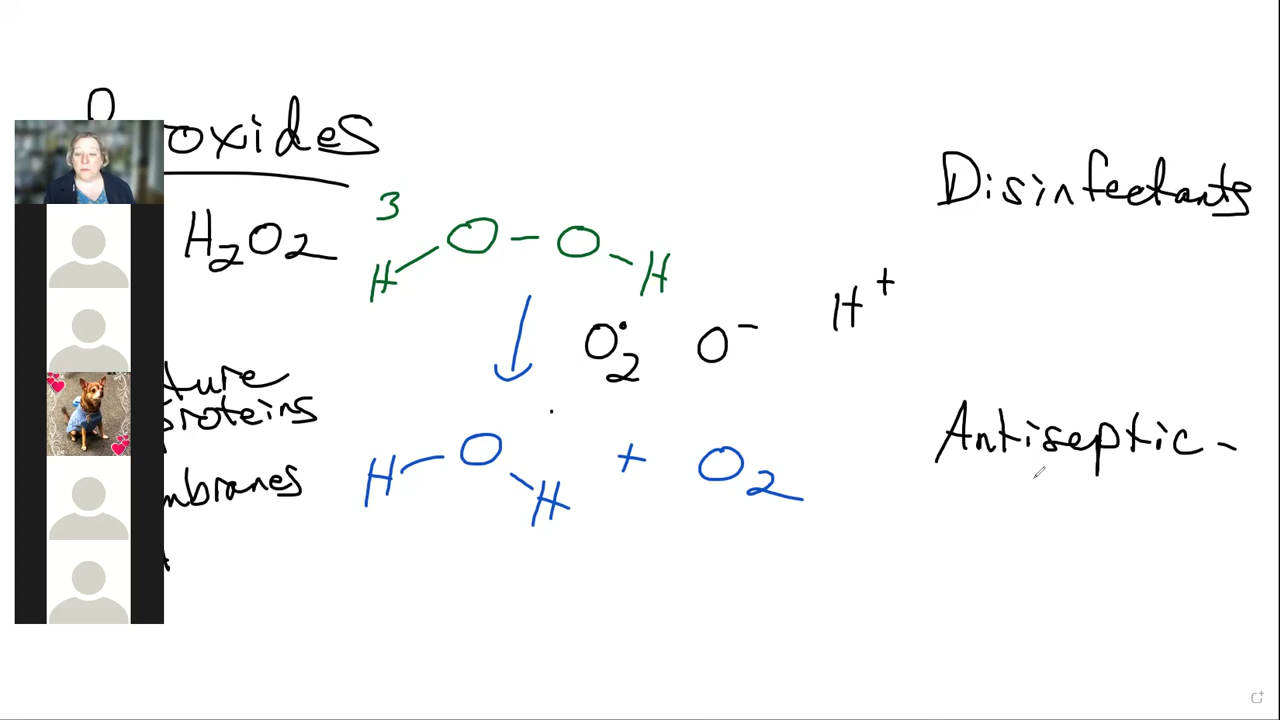 oxides
Disinfectants
3
H₂O₂
H – O – O – H
H⁺
O₂• O⁻
ture
proteins
Antiseptic -
H – O – H + O₂
mbranes